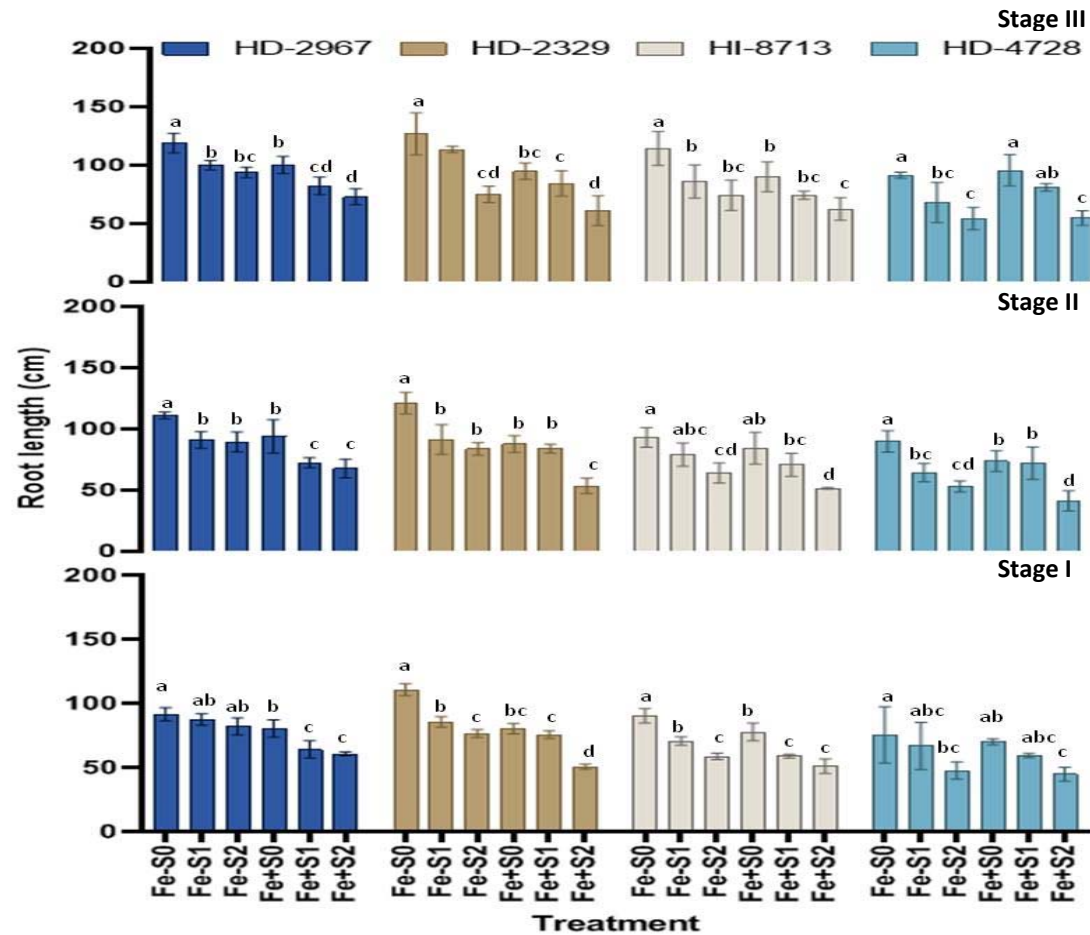 Stage III
HD-2967 HD-2329 HI-8713 HD-4728
200
150
100
50
0
a b bc b cd d
a cd bc c d
a b bc b bc c
a bc c a ab c
Stage II
200
150
100
50
0
a b b b c c
a b b b b c
a abc cd ab bc d
a bc cd b b d
Stage I
200
150
100
50
0
a ab ab b c c
a b c bc c d
a b c b c c
a abc bc ab abc c
Root length (cm)
Fe-S0 Fe-S1 Fe-S2 Fe+S0 Fe+S1 Fe+S2 Fe-S0 Fe-S1 Fe-S2 Fe+S0 Fe+S1 Fe+S2 Fe-S0 Fe-S1 Fe-S2 Fe+S0 Fe+S1 Fe+S2 Fe-S0 Fe-S1 Fe-S2 Fe+S0 Fe+S1 Fe+S2
Treatment